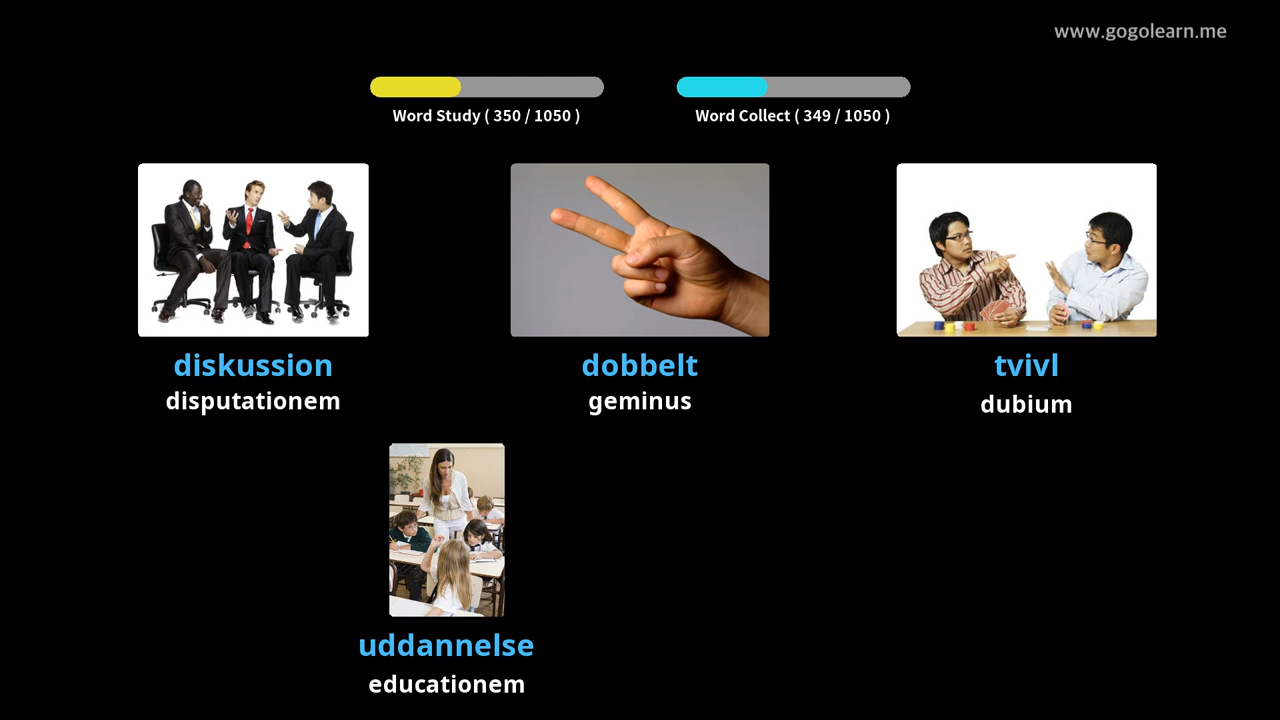 www.gogolearn.me
Word Study ( 350 / 1050 )
Word Collect ( 349 / 1050 )
diskussion
disputationem
dobbelt
geminus
tvivl
dubium
uddannelse
educationem